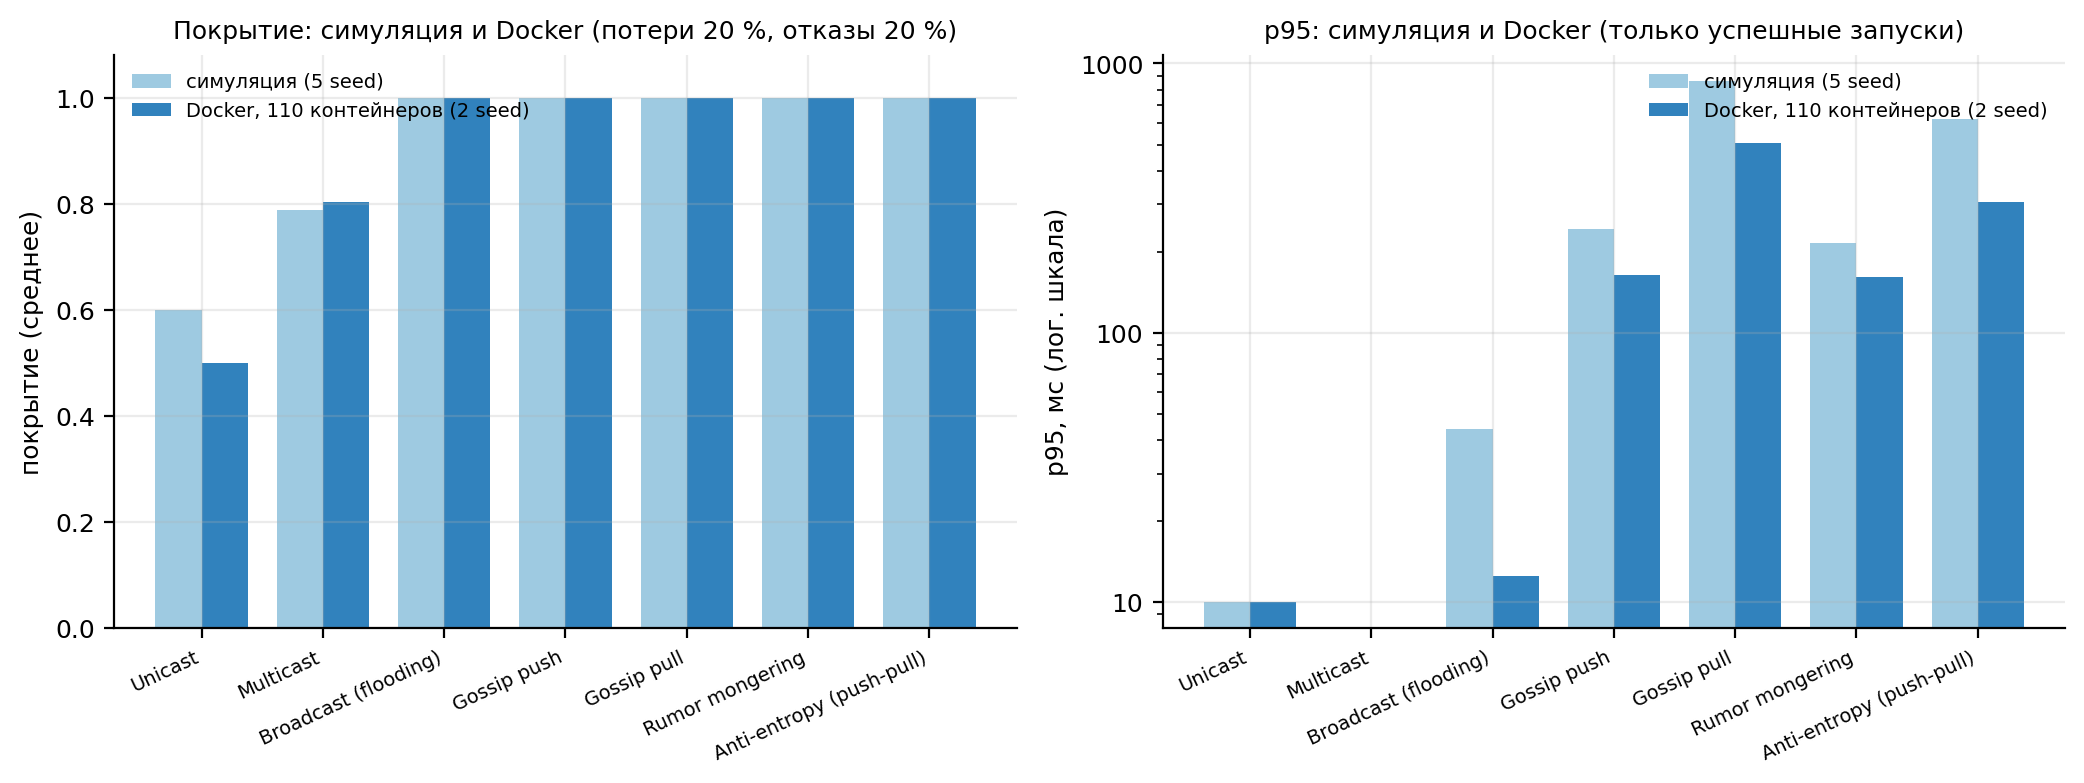 Покрытие: симуляция и Docker (потери 20 %, отказы 20 %)
симуляция (5 seed)
Docker, 110 контейнеров (2 seed)
покрытие (среднее)
1.0
0.8
0.6
0.4
0.2
0.0
Unicast
Multicast
Broadcast (flooding)
Gossip push
Gossip pull
Rumor mongering
Anti-entropy (push-pull)
p95: симуляция и Docker (только успешные запуски)
симуляция (5 seed)
Docker, 110 контейнеров (2 seed)
p95, мс (лог. шкала)
1000
100
10
Unicast
Multicast
Broadcast (flooding)
Gossip push
Gossip pull
Rumor mongering
Anti-entropy (push-pull)